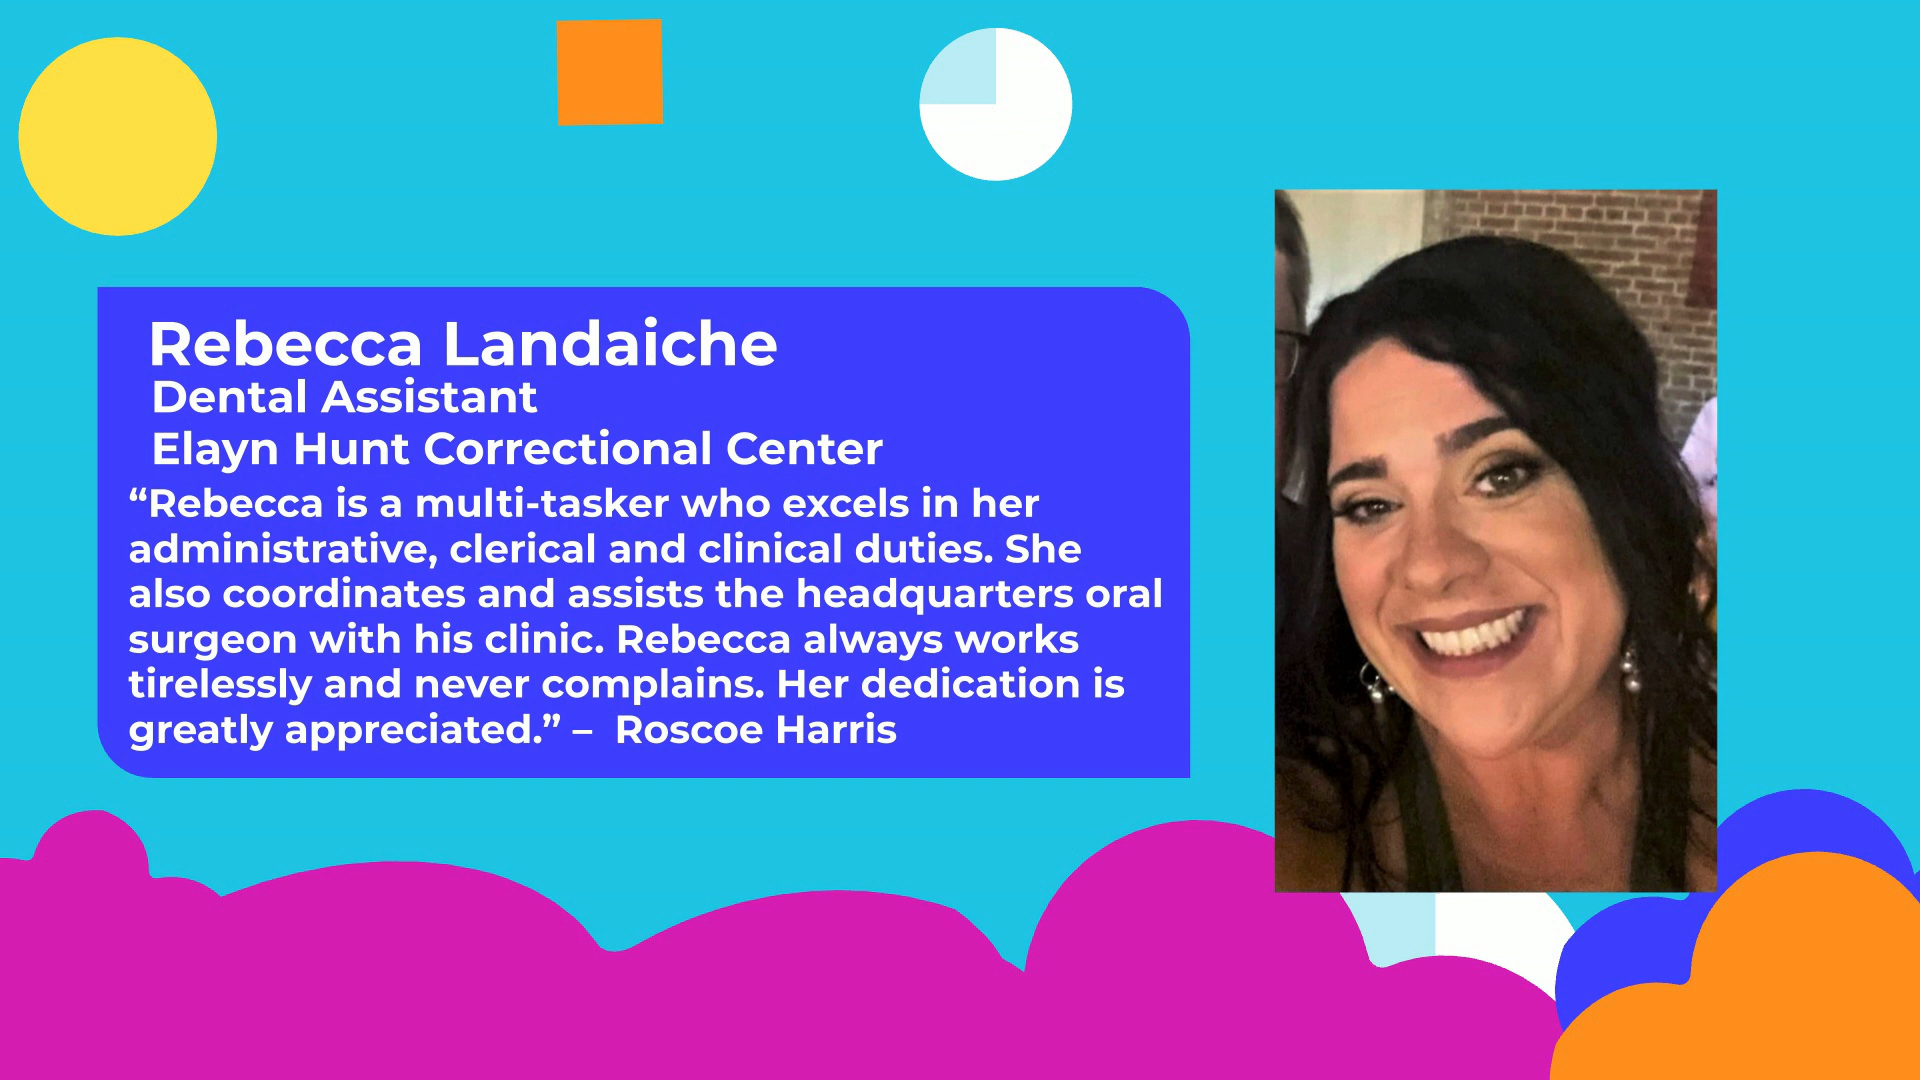 Rebecca Landaiche
Dental Assistant
Elayn Hunt Correctional Center
“Rebecca is a multi-tasker who excels in her
administrative, clerical and clinical duties. She
also coordinates and assists the headquarters oral
surgeon with his clinic. Rebecca always works
tirelessly and never complains. Her dedication is
greatly appreciated.” –  Roscoe Harris